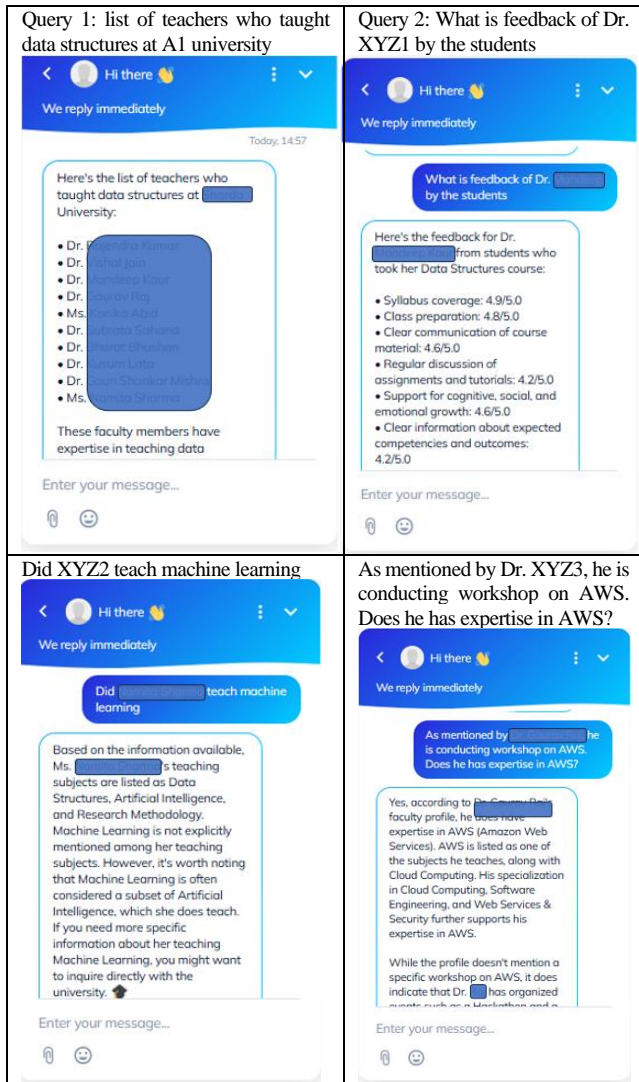 Query 1: list of teachers who taught
data structures at A1 university
Hi there 👋
We reply immediately
Today, 14:57
Here's the list of teachers who
taught data structures at
University:
• Dr.
• Dr.
• Dr.
• Dr.
• Ms.
• Dr.
• Dr.
• Dr.
• Dr.
• Ms.
These faculty members have
expertise in teaching data
Enter your message...
Query 2: What is feedback of Dr.
XYZ1 by the students
Hi there 👋
We reply immediately
What is feedback of Dr.
by the students
Here's the feedback for Dr.
from students who
took her Data Structures course:
• Syllabus coverage: 4.9/5.0
• Class preparation: 4.8/5.0
• Clear communication of course
material: 4.6/5.0
• Regular discussion of
assignments and tutorials: 4.2/5.0
• Support for cognitive, social, and
emotional growth: 4.6/5.0
• Clear information about expected
competencies and outcomes:
4.2/5.0
Enter your message...
Did XYZ2 teach machine learning
Hi there 👋
We reply immediately
Did teach machine
learning
Based on the information available,
Ms. 's teaching
subjects are listed as Data
Structures, Artificial Intelligence,
and Research Methodology.
Machine Learning is not explicitly
mentioned among her teaching
subjects. However, it's worth noting
that Machine Learning is often
considered a subset of Artificial
Intelligence, which she does teach.
If you need more specific
information about her teaching
Machine Learning, you might want
to inquire directly with the
university. 🎓
Enter your message...
As mentioned by Dr. XYZ3, he is
conducting workshop on AWS.
Does he has expertise in AWS?
Hi there 👋
We reply immediately
As mentioned by he
is conducting workshop on AWS.
Does he has expertise in AWS?
Yes, according to
faculty profile, he does have
expertise in AWS (Amazon Web
Services). AWS is listed as one of
the subjects he teaches, along with
Cloud Computing. His specialization
in Cloud Computing, Software
Engineering, and Web Services &
Security further supports his
expertise in AWS.
While the profile doesn't mention a
specific workshop on AWS, it does
indicate that Dr. has organized
events such as a Hackathon and a
Enter your message...